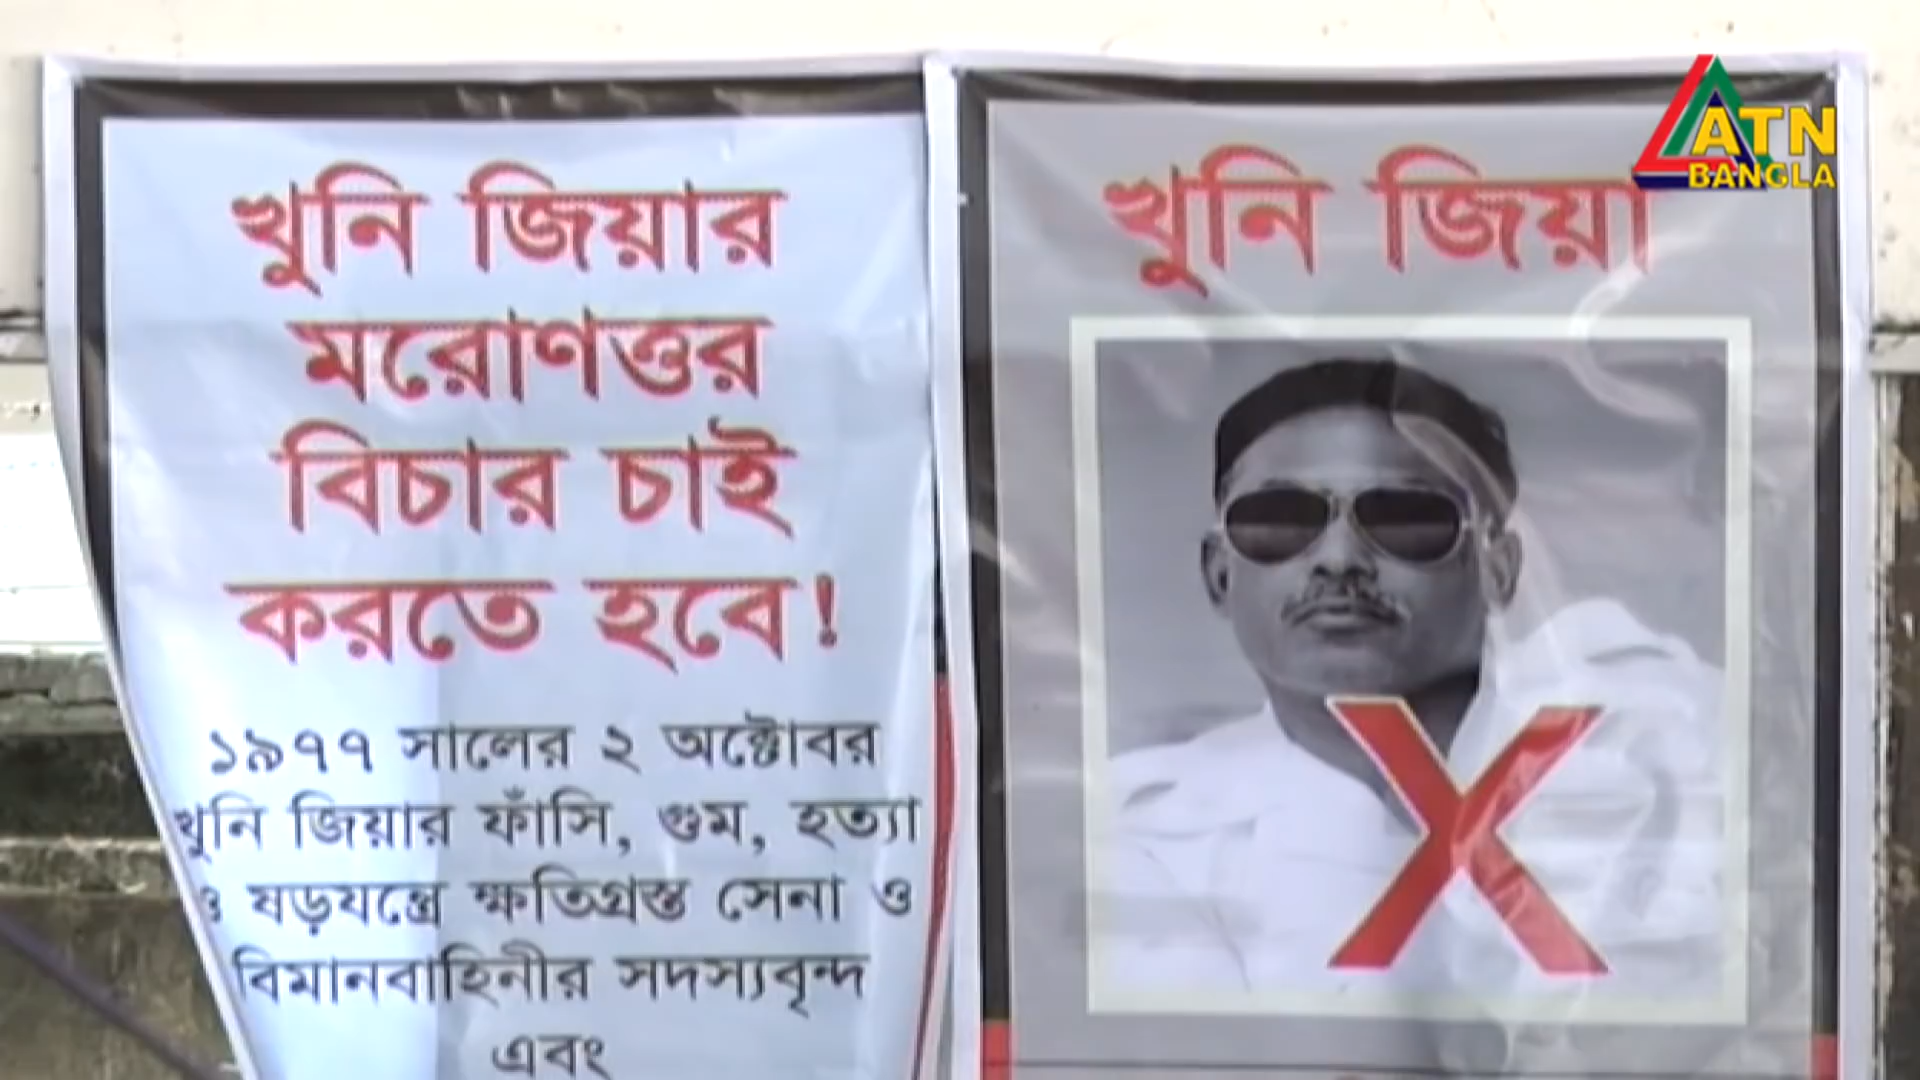 খুনি জিয়ার
মরোণত্তর
বিচার চাই
করতে হবে!
১৯৭৭ সালের ২ অক্টোবর
খুনি জিয়ার ফাঁসি, গুম, হত্যা
ও ষড়যন্ত্রে ক্ষতিগ্রস্ত সেনা ও
বিমানবাহিনীর সদস্যবৃন্দ
এবং
খুনি জিয়া
X
ATN
BANGLA